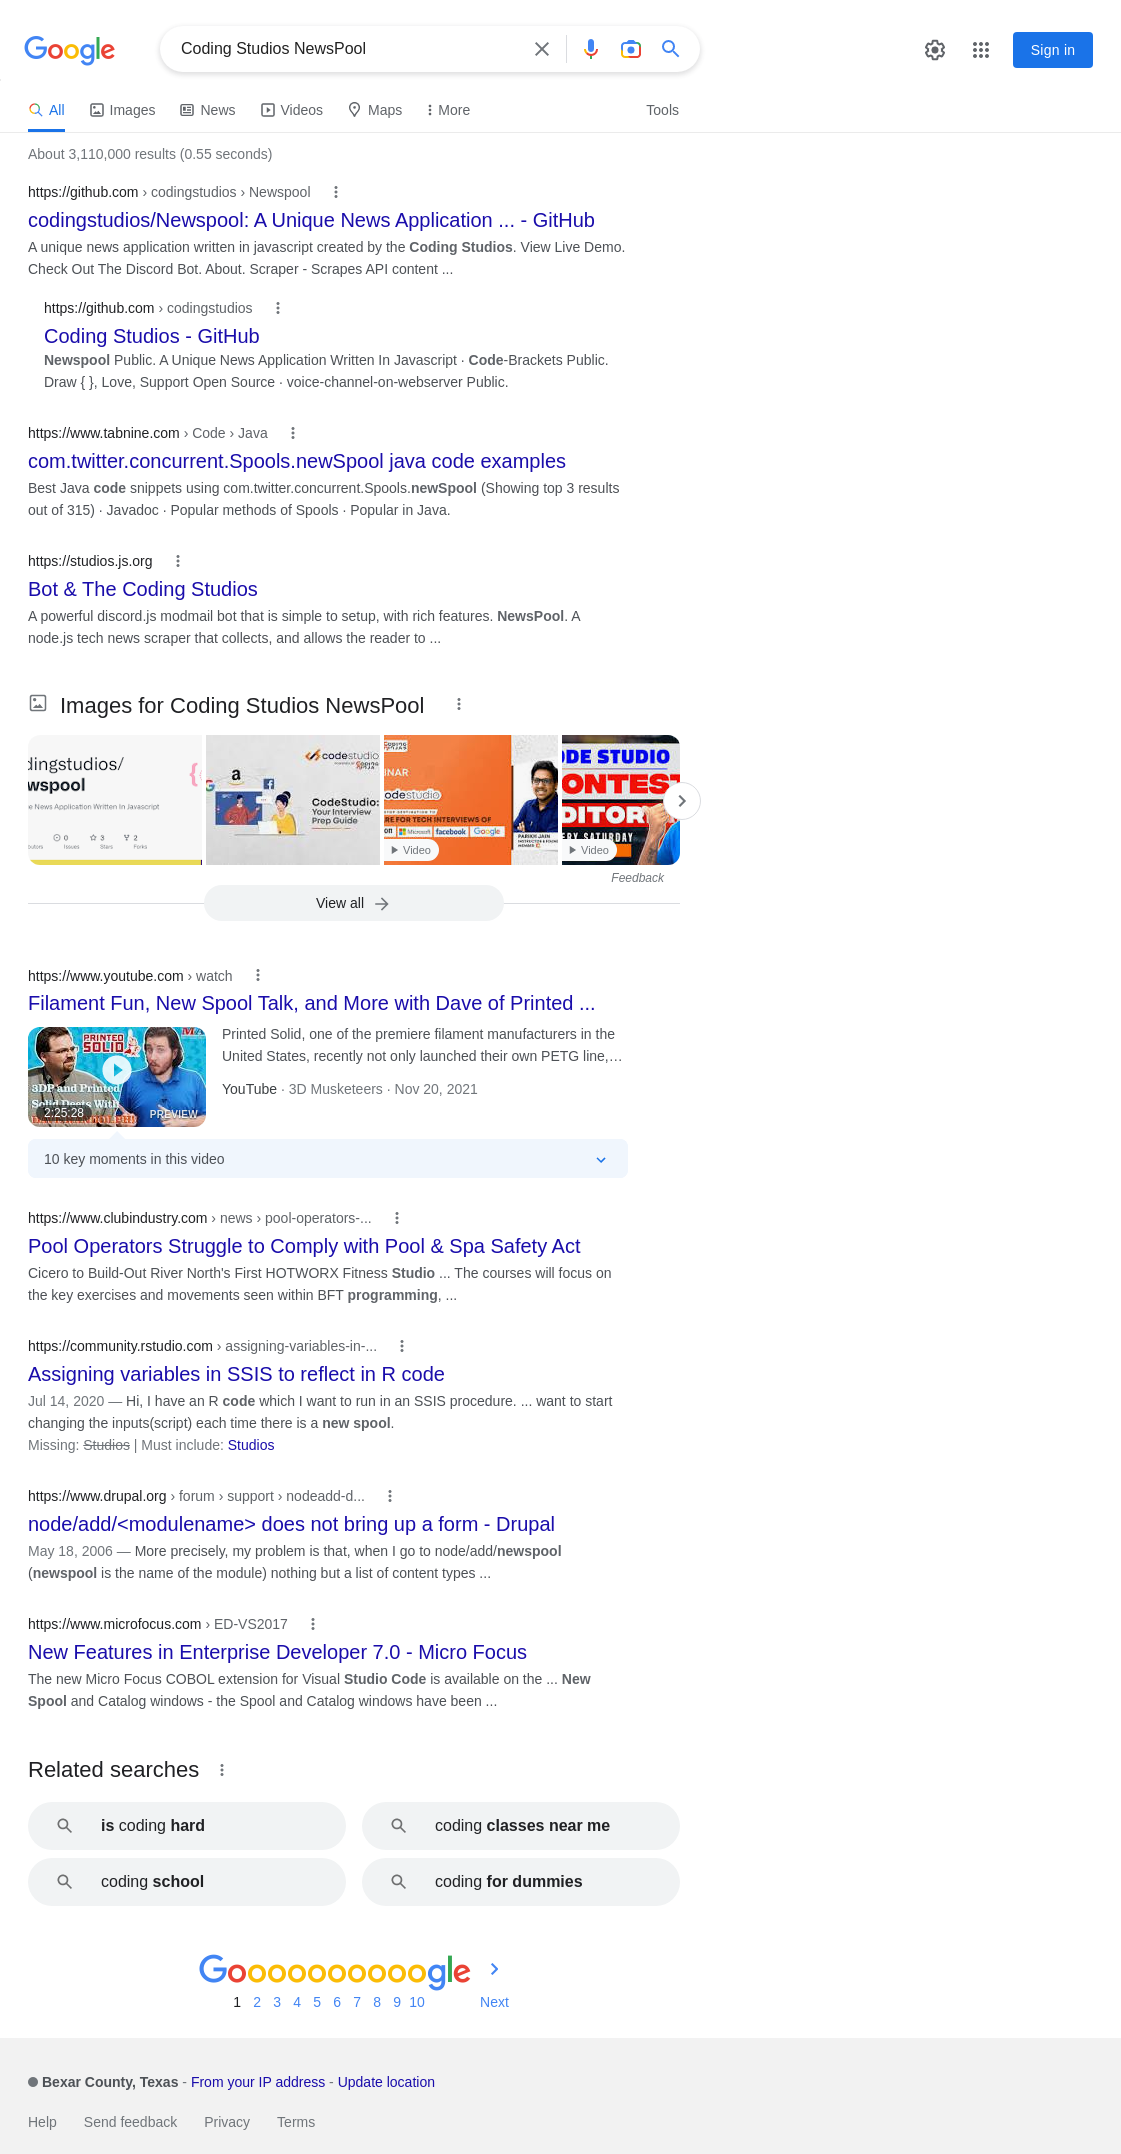 Google
Coding Studios NewsPool
Sign in
All
Images
News
Videos
Maps
More
Tools
About 3,110,000 results (0.55 seconds)
https://github.com › codingstudios › Newspool
codingstudios/Newspool: A Unique News Application ... - GitHub
A unique news application written in javascript created by the Coding Studios. View Live Demo.
Check Out The Discord Bot. About. Scraper - Scrapes API content ...
https://github.com › codingstudios
Coding Studios - GitHub
Newspool Public. A Unique News Application Written In Javascript · Code-Brackets Public.
Draw { }, Love, Support Open Source · voice-channel-on-webserver Public.
https://www.tabnine.com › Code › Java
com.twitter.concurrent.Spools.newSpool java code examples
Best Java code snippets using com.twitter.concurrent.Spools.newSpool (Showing top 3 results
out of 315) · Javadoc · Popular methods of Spools · Popular in Java.
https://studios.js.org
Bot & The Coding Studios
A powerful discord.js modmail bot that is simple to setup, with rich features. NewsPool. A
node.js tech news scraper that collects, and allows the reader to ...
Images for Coding Studios NewsPool
dingstudios/
wspool
e News Application Written In Javascript
0
3
2
Issues
Stars
Forks
codestudio
CodeStudio:
Your Interview
Prep Guide
INAR
odestudio
RE FOR TECH INTERVIEWS OF
on Microsoft facebook Google
PARIKH JAIN
Video
ODE STUDIO
ONTEST
DITOR
RY SATURDAY
Video
Feedback
View all
https://www.youtube.com › watch
Filament Fun, New Spool Talk, and More with Dave of Printed ...
PRINTED
SOLID
3DP and Printed
Solid Deets With
2:25:28
PREVIEW
Printed Solid, one of the premiere filament manufacturers in the
United States, recently not only launched their own PETG line,...
YouTube · 3D Musketeers · Nov 20, 2021
10 key moments in this video
https://www.clubindustry.com › news › pool-operators-...
Pool Operators Struggle to Comply with Pool & Spa Safety Act
Cicero to Build-Out River North's First HOTWORX Fitness Studio ... The courses will focus on
the key exercises and movements seen within BFT programming, ...
https://community.rstudio.com › assigning-variables-in-...
Assigning variables in SSIS to reflect in R code
Jul 14, 2020 — Hi, I have an R code which I want to run in an SSIS procedure. ... want to start
changing the inputs(script) each time there is a new spool.
Missing: Studios | Must include: Studios
https://www.drupal.org › forum › support › nodeadd-d...
node/add/<modulename> does not bring up a form - Drupal
May 18, 2006 — More precisely, my problem is that, when I go to node/add/newspool
(newspool is the name of the module) nothing but a list of content types ...
https://www.microfocus.com › ED-VS2017
New Features in Enterprise Developer 7.0 - Micro Focus
The new Micro Focus COBOL extension for Visual Studio Code is available on the ... New
Spool and Catalog windows - the Spool and Catalog windows have been ...
Related searches
is coding hard
coding classes near me
coding school
coding for dummies
Goooooooooogle
1 2 3 4 5 6 7 8 9 10 Next
Bexar County, Texas - From your IP address - Update location
Help Send feedback Privacy Terms